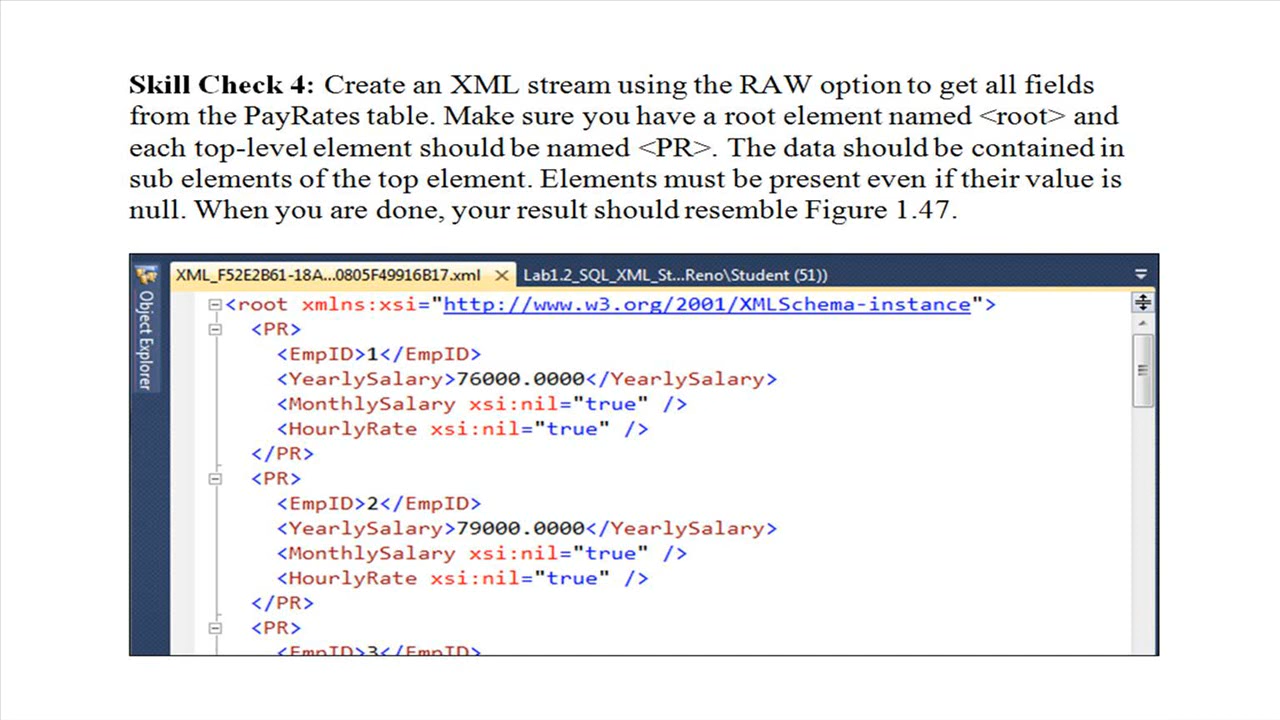 Skill Check 4: Create an XML stream using the RAW option to get all fields
from the PayRates table. Make sure you have a root element named <root> and
each top-level element should be named <PR>. The data should be contained in
sub elements of the top element. Elements must be present even if their value is
null. When you are done, your result should resemble Figure 1.47.
XML_F52E2B61-18A...0805F49916B17.xml Lab1.2_SQL_XML_St...Reno\Student (51))
Object Explorer
<root xmlns:xsi="http://www.w3.org/2001/XMLSchema-instance">
<PR>
<EmpID>1</EmpID>
<YearlySalary>76000.0000</YearlySalary>
<MonthlySalary xsi:nil="true" />
<HourlyRate xsi:nil="true" />
</PR>
<PR>
<EmpID>2</EmpID>
<YearlySalary>79000.0000</YearlySalary>
<MonthlySalary xsi:nil="true" />
<HourlyRate xsi:nil="true" />
</PR>
<PR>
<EmpID>3</EmpID>